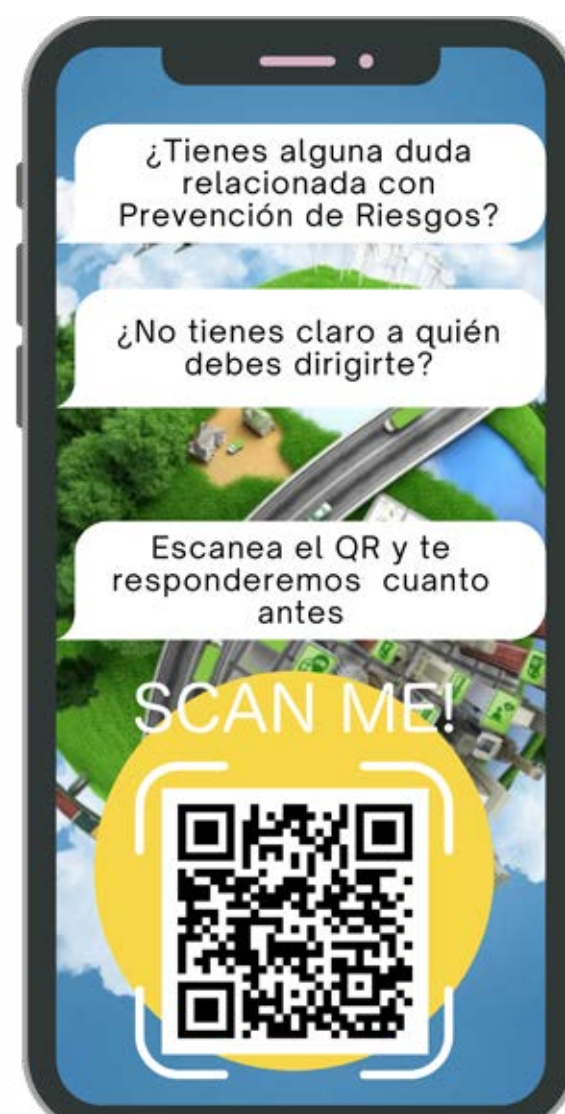 ¿Tienes alguna duda
relacionada con
Prevención de Riesgos?
¿No tienes claro a quién
debes dirigirte?
Escanea el QR y te
responderemos cuanto
antes
SCAN ME!